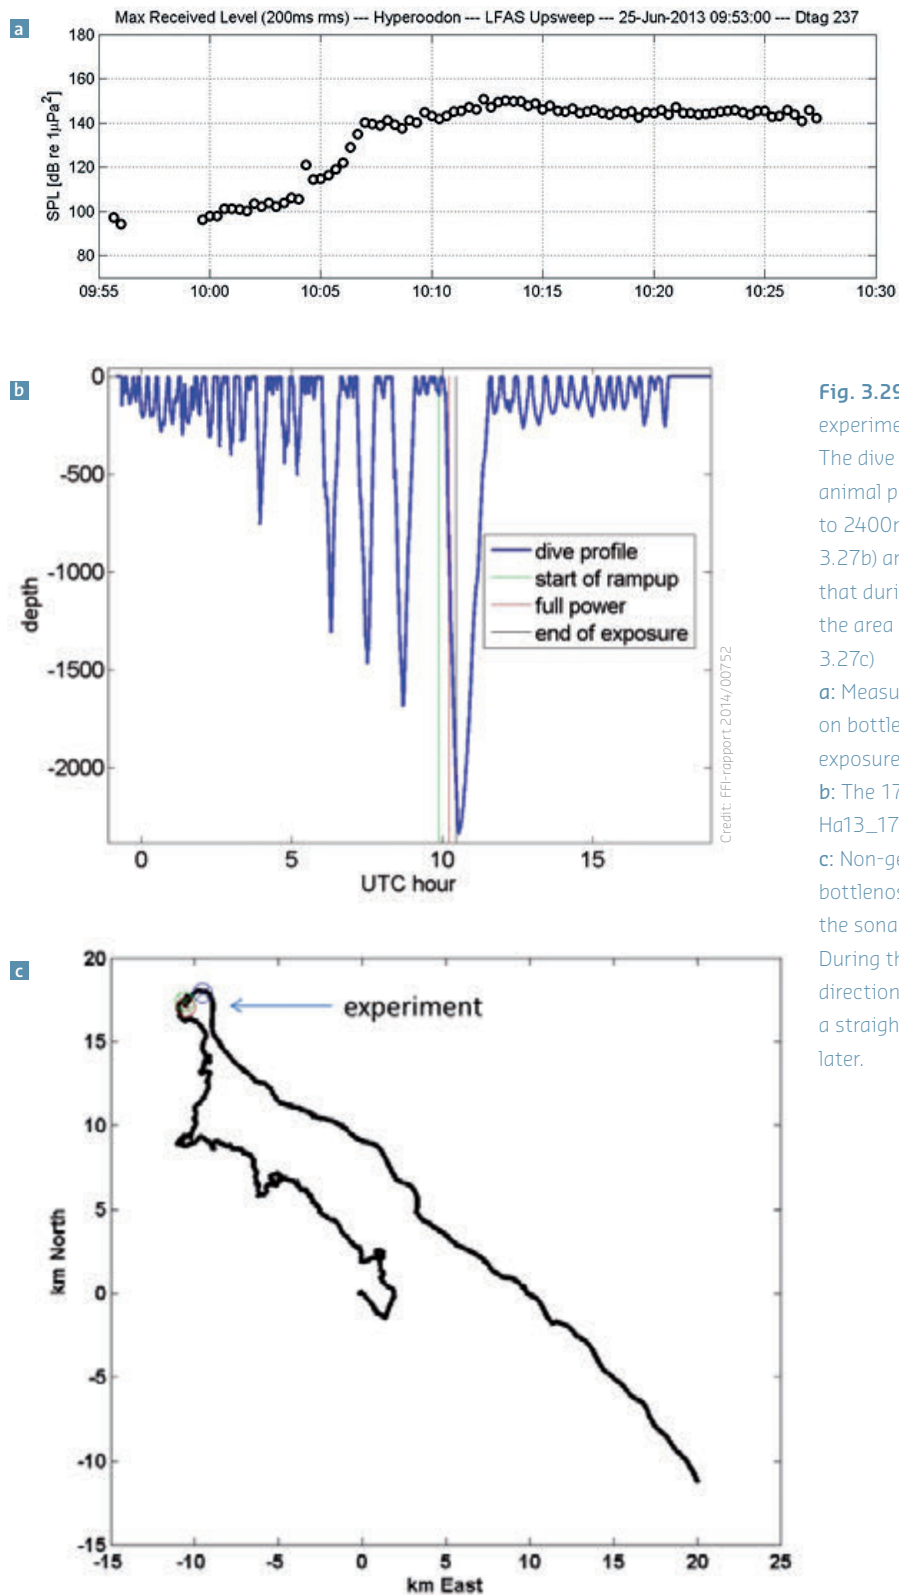 a
Max Received Level (200ms rms) --- Hyperoodon --- LFAS Upsweep --- 25-Jun-2013 09:53:00 --- Dtag 237
SPL [dB re 1µPa²]
180
160
140
120
100
80
09:55 10:00 10:05 10:10 10:15 10:20 10:25 10:30
b
depth
0
-500
-1000
-1500
-2000
dive profile
start of rampup
full power
end of exposure
0 5 10 15
UTC hour
Credit: FFI-rapport 2014/00752
c
km North
20
15
10
5
0
-5
-10
-15
experiment
-15 -10 -5 0 5 10 15 20 25
km East
Fig. 3.29
experime
The dive
animal p
to 2400r
3.27b) ar
that duri
the area
3.27c)
a: Measu
on bottle
exposure
b: The 17
Ha13_17
c: Non-ge
bottlenos
the sona
During th
direction
a straigh
later.